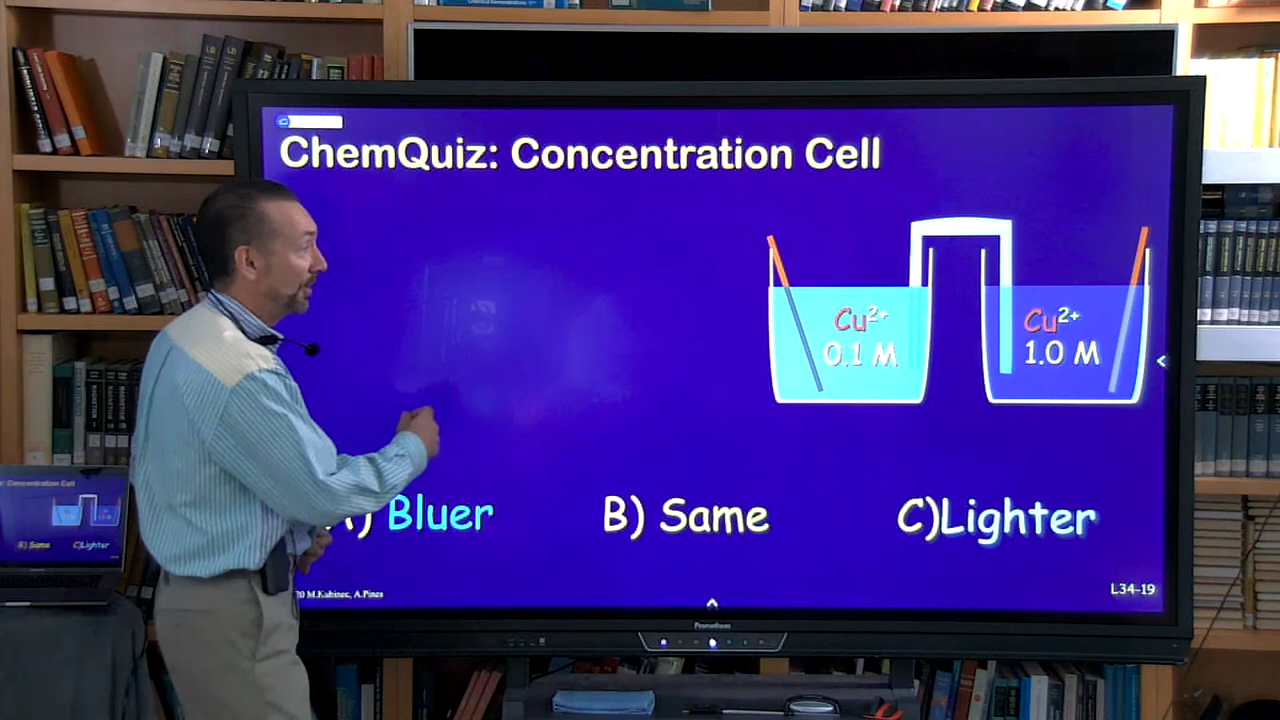 ChemQuiz: Concentration Cell
Cu2+
0.1 M
Cu2+
1.0 M
<
A) Bluer
B) Same
C)Lighter
M.Kubinec, A.Pines
L34-19
Promethean
Concentration Cell
B) Same
C)Lighter